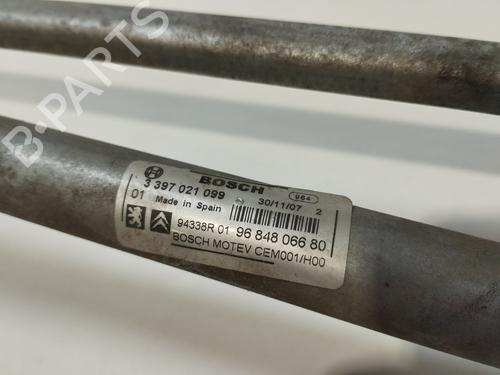 B-PARTS
BOSCH
964
3 397 021 099
30/11/07 2
01 Made in Spain
94338R 01 96 848 066 80
BOSCH MOTEV CEM001/H00